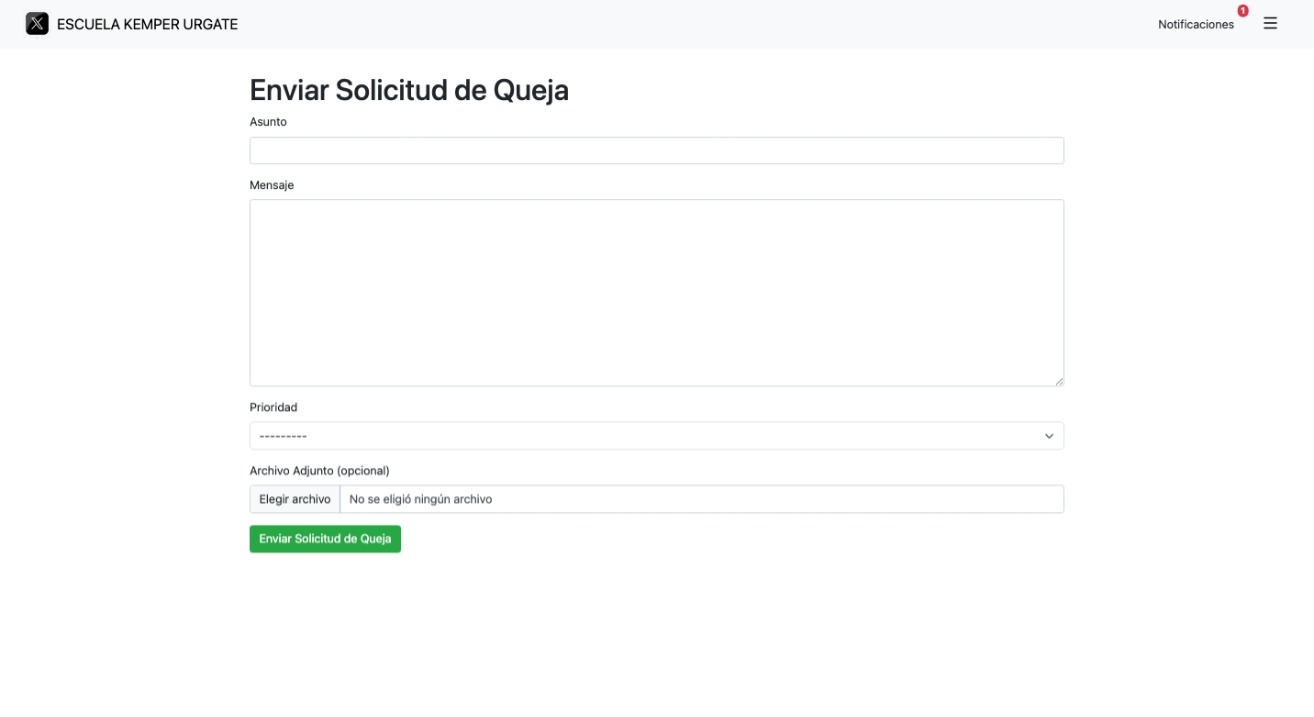 ESCUELA KEMPER URGATE
Notificaciones 1
Enviar Solicitud de Queja
Asunto
Mensaje
Prioridad
---------
Archivo Adjunto (opcional)
Elegir archivo No se eligió ningún archivo
Enviar Solicitud de Queja